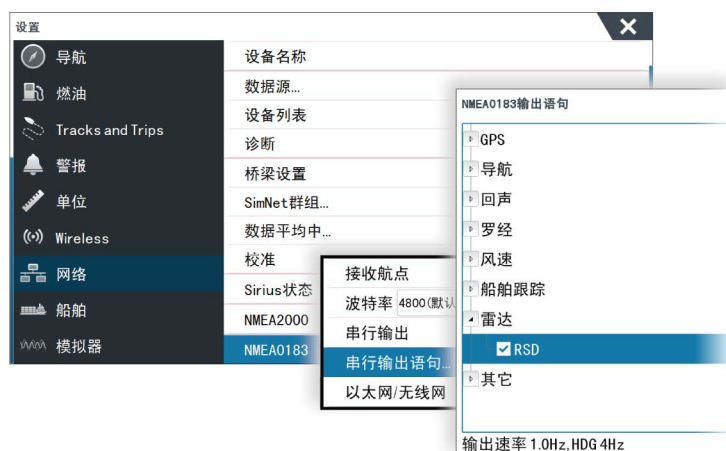 设置
导航
燃油
Tracks and Trips
警报
单位
Wireless
网络
船舶
模拟器
设备名称
数据源…
设备列表
诊断
桥梁设置
SimNet群组…
数据平均中…
校准
Sirius状态
NMEA2000
NMEA0183
接收航点
波特率 4800(默认
串行输出
串行输出语句…
以太网/无线网
NMEA0183输出语句
GPS
导航
回声
罗经
风速
船舶跟踪
雷达
RSD
其它
输出速率 1.0Hz,HDG 4Hz